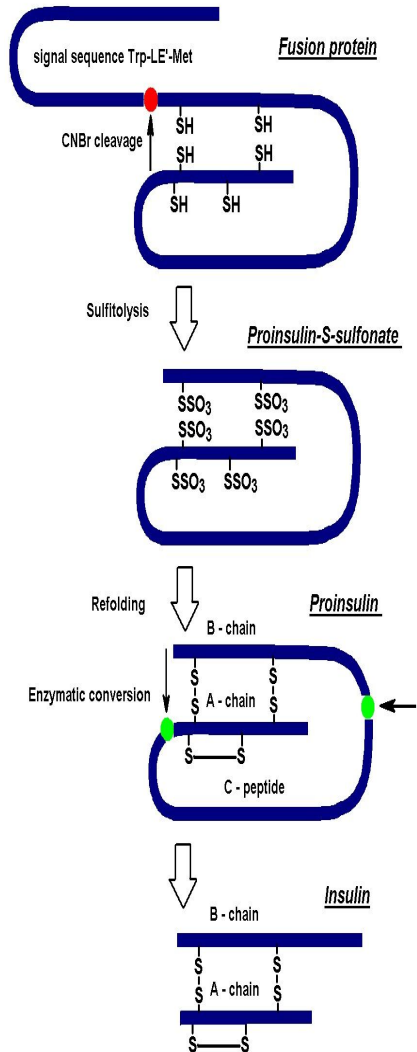 signal sequence Trp-LE'-Met
Fusion protein
SH SH
CNBr cleavage
SH SH
SH SH
Sulfitolysis
Proinsulin-S-sulfonate
SSO3 SSO3
SSO3 SSO3
SSO3 SSO3
Refolding
Proinsulin
B - chain
S S
Enzymatic conversion
A - chain
S S
S S
C - peptide
Insulin
B - chain
S S
A - chain
S S
S S